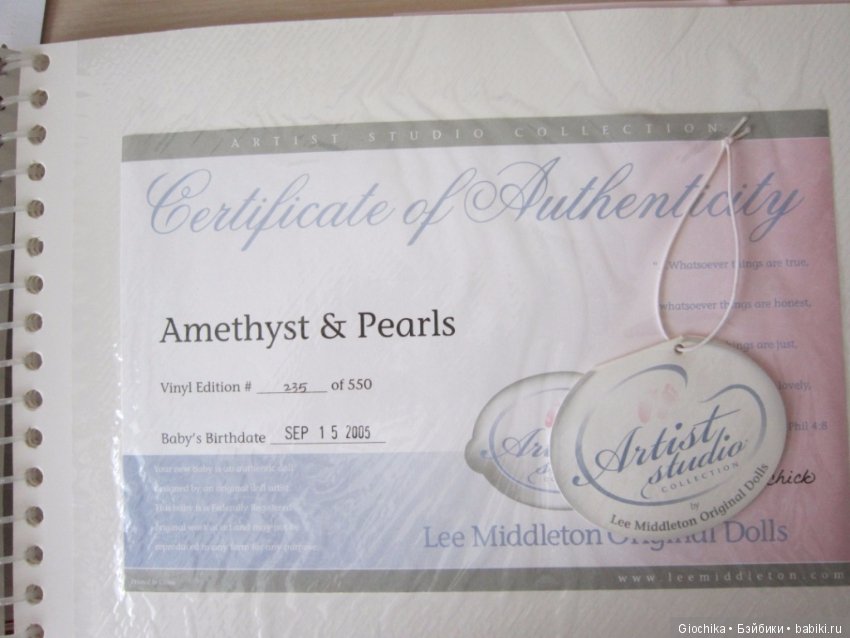 ARTIST STUDIO COLLECTION
Certificate of Authenticity
" Whatsoever things are true,
whatsoever things are honest,
things are just,
lovely,
Phil 4:8
Amethyst & Pearls
Vinyl Edition # 235 of 550
Baby's Birthdate SEP 15 2005
Your new baby is an authentic doll
designed by an original doll artist.
This baby is a Federally Registered
original work of art and may not be
reproduced in any form for any purpose.
Artist
studio
COLLECTION
by
Lee Middleton Original Dolls
chick
Lee Middleton Original Dolls
www.leemiddleton.com
Giochika • Бэйбики • babiki.ru